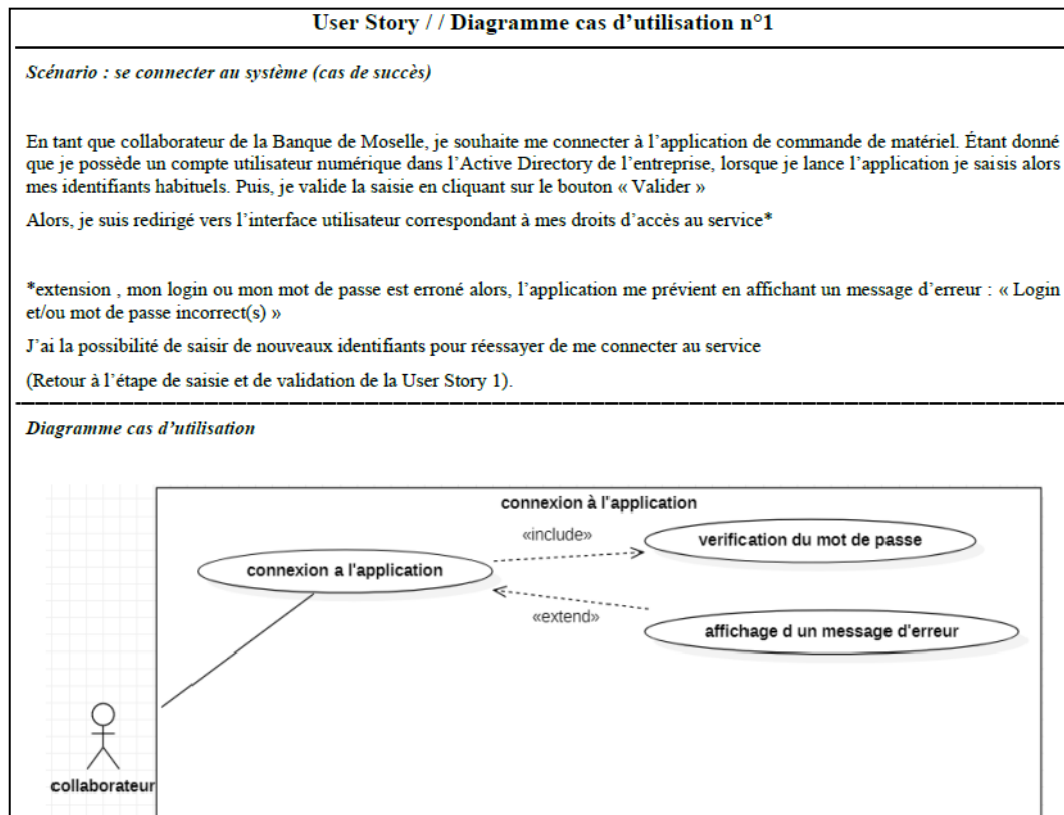 User Story / / Diagramme cas d’utilisation n°1
Scénario : se connecter au système (cas de succès)
En tant que collaborateur de la Banque de Moselle, je souhaite me connecter à l’application de commande de matériel. Étant donné
que je possède un compte utilisateur numérique dans l’Active Directory de l’entreprise, lorsque je lance l’application je saisis alors
mes identifiants habituels. Puis, je valide la saisie en cliquant sur le bouton « Valider »
Alors, je suis redirigé vers l’interface utilisateur correspondant à mes droits d’accès au service*
*extension , mon login ou mon mot de passe est erroné alors, l’application me prévient en affichant un message d’erreur : « Login
et/ou mot de passe incorrect(s) »
J’ai la possibilité de saisir de nouveaux identifiants pour réessayer de me connecter au service
(Retour à l’étape de saisie et de validation de la User Story 1).
Diagramme cas d’utilisation
connexion à l'application
«include»
verification du mot de passe
connexion a l'application
«extend»
affichage d un message d'erreur
collaborateur